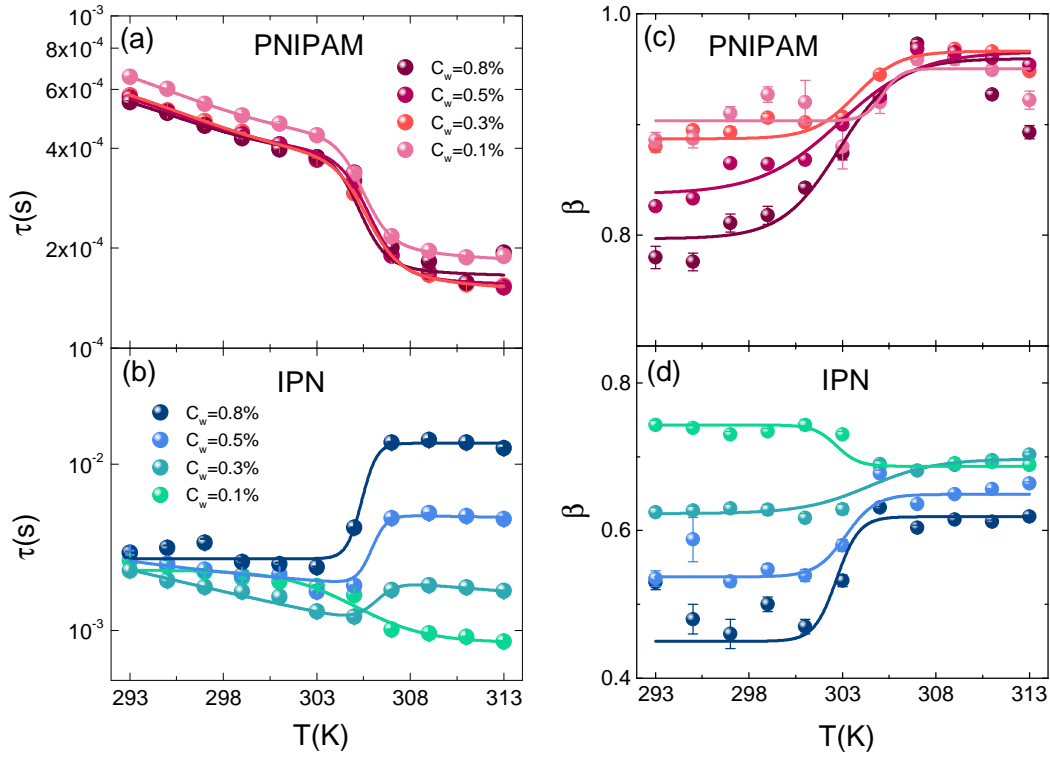 (a) PNIPAM
C_w=0.8%
C_w=0.5%
C_w=0.3%
C_w=0.1%
10⁻³
8x10⁻⁴
6x10⁻⁴
4x10⁻⁴
2x10⁻⁴
10⁻⁴
τ(s)
(b) IPN
C_w=0.8%
C_w=0.5%
C_w=0.3%
C_w=0.1%
10⁻¹
10⁻²
10⁻³
τ(s)
293 298 303 308 313
T(K)
(c) PNIPAM
1.0
0.8
β
(d) IPN
0.8
0.6
0.4
β
293 298 303 308 313
T(K)